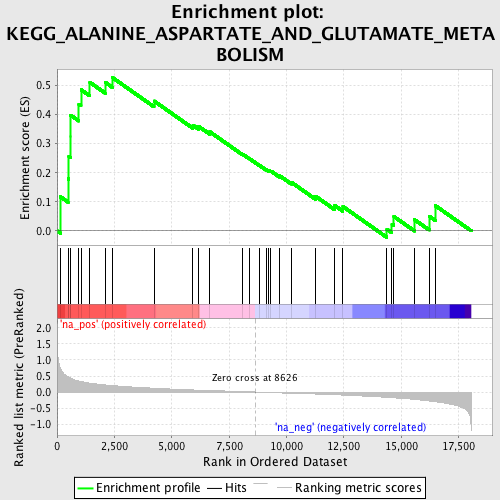 Enrichment plot:
KEGG_ALANINE_ASPARTATE_AND_GLUTAMATE_META
BOLISM
Enrichment score (ES)
0.5
0.4
0.3
0.2
0.1
0.0
'na_pos' (positively correlated)
Ranked list metric (PreRanked)
2.0
1.5
1.0
0.5
0.0
-0.5
-1.0
Zero cross at 8626
'na_neg' (negatively correlated)
0 2,500 5,000 7,500 10,000 12,500 15,000 17,500
Rank in Ordered Dataset
Enrichment profile Hits Ranking metric scores